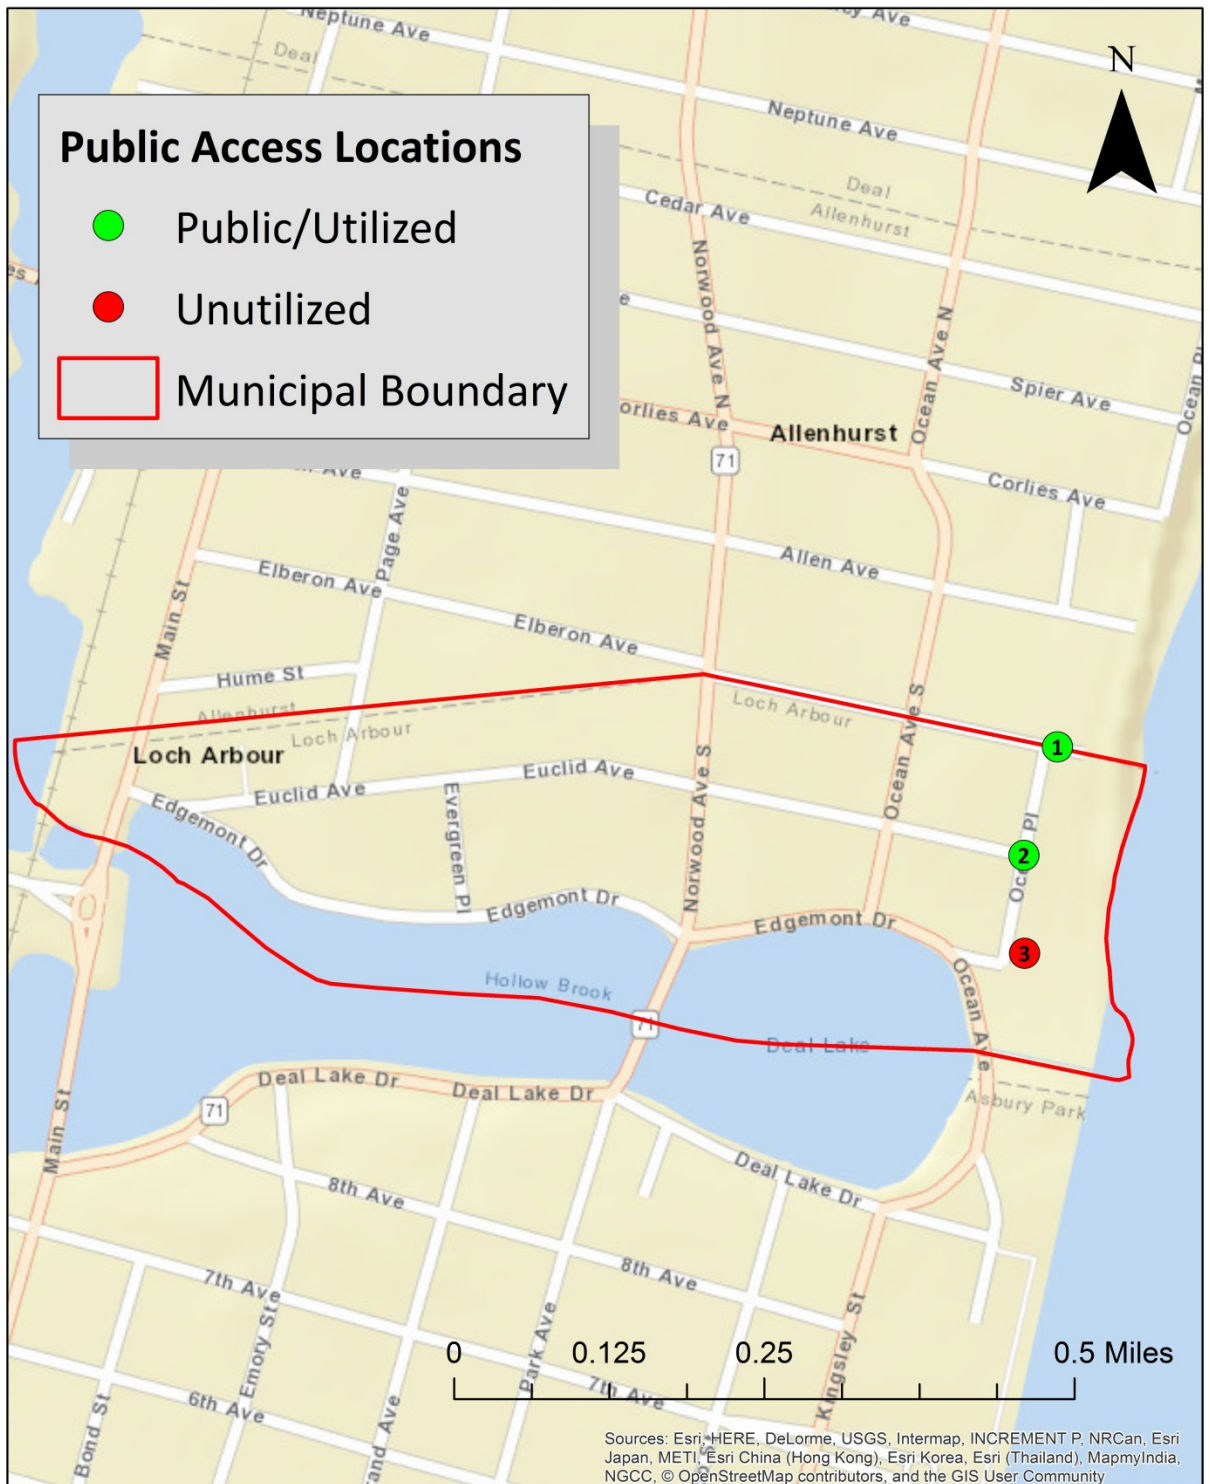 Neptune Ave
Deal
N
Public Access Locations
Public/Utilized
Unutilized
Municipal Boundary
Neptune Ave
Deal
Allenhurst
Cedar Ave
Norwood Ave N
Ocean Ave N
Spier Ave
Ocean Pl
orlies Ave
Allenhurst
71
Corlies Ave
Page Ave
Allen Ave
Elberon Ave
Main St
Elberon Ave
Hume St
Allenhurst
Loch Arbour
Loch Arbour
Loch Arbour
Ocean Ave S
1
Euclid Ave
Euclid Ave
Edgemont Dr
Evergreen Pl
Norwood Ave S
2
Edgemont Dr
Edgemont Dr
3
Ocean Ave
Hollow Brook
71
Deal Lake
Asbury Park
Deal Lake Dr
Deal Lake Dr
71
Main St
Deal Lake Dr
8th Ave
8th Ave
7th Ave
Emory St
Park Ave
Kingsley St
7th Ave
6th Ave
Bond St
0 0.125 0.25 0.5 Miles
Sources: Esri, HERE, DeLorme, USGS, Intermap, INCREMENT P, NRCan, Esri
Japan, METI, Esri China (Hong Kong), Esri Korea, Esri (Thailand), MapmyIndia,
NGCC, © OpenStreetMap contributors, and the GIS User Community